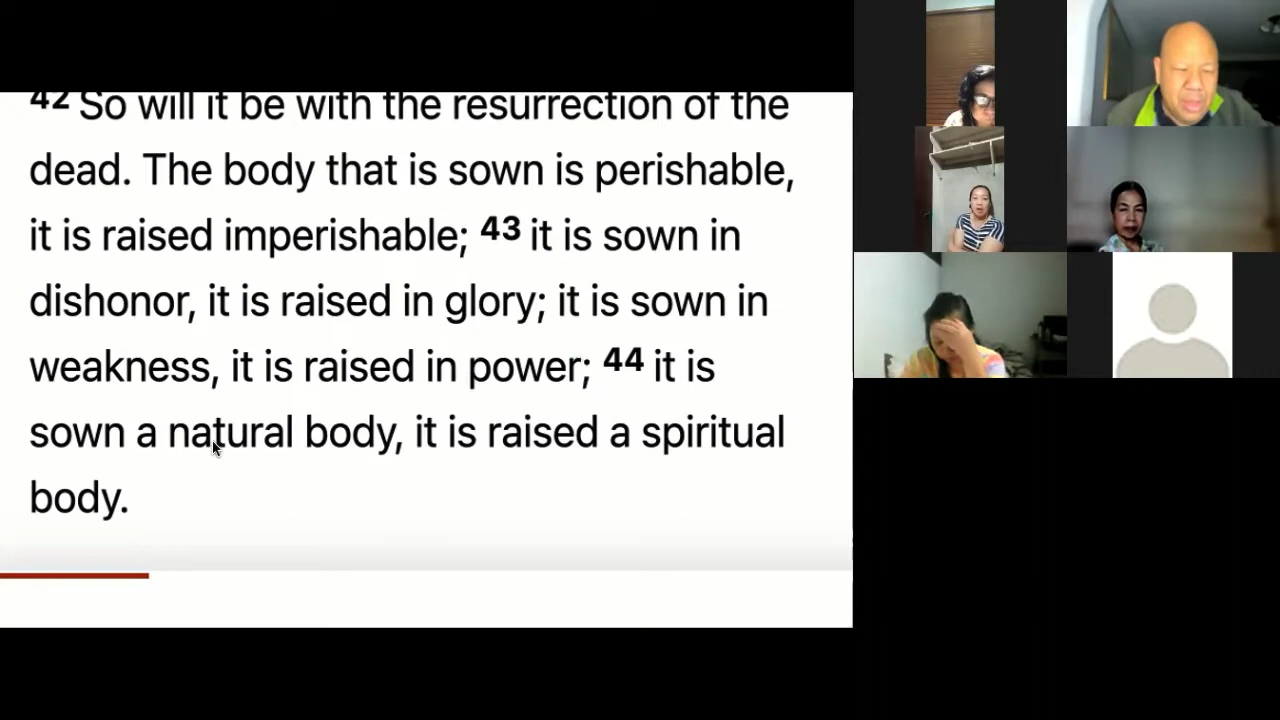 42 So will it be with the resurrection of the
dead. The body that is sown is perishable,
it is raised imperishable; 43 it is sown in
dishonor, it is raised in glory; it is sown in
weakness, it is raised in power; 44 it is
sown a natural body, it is raised a spiritual
body.